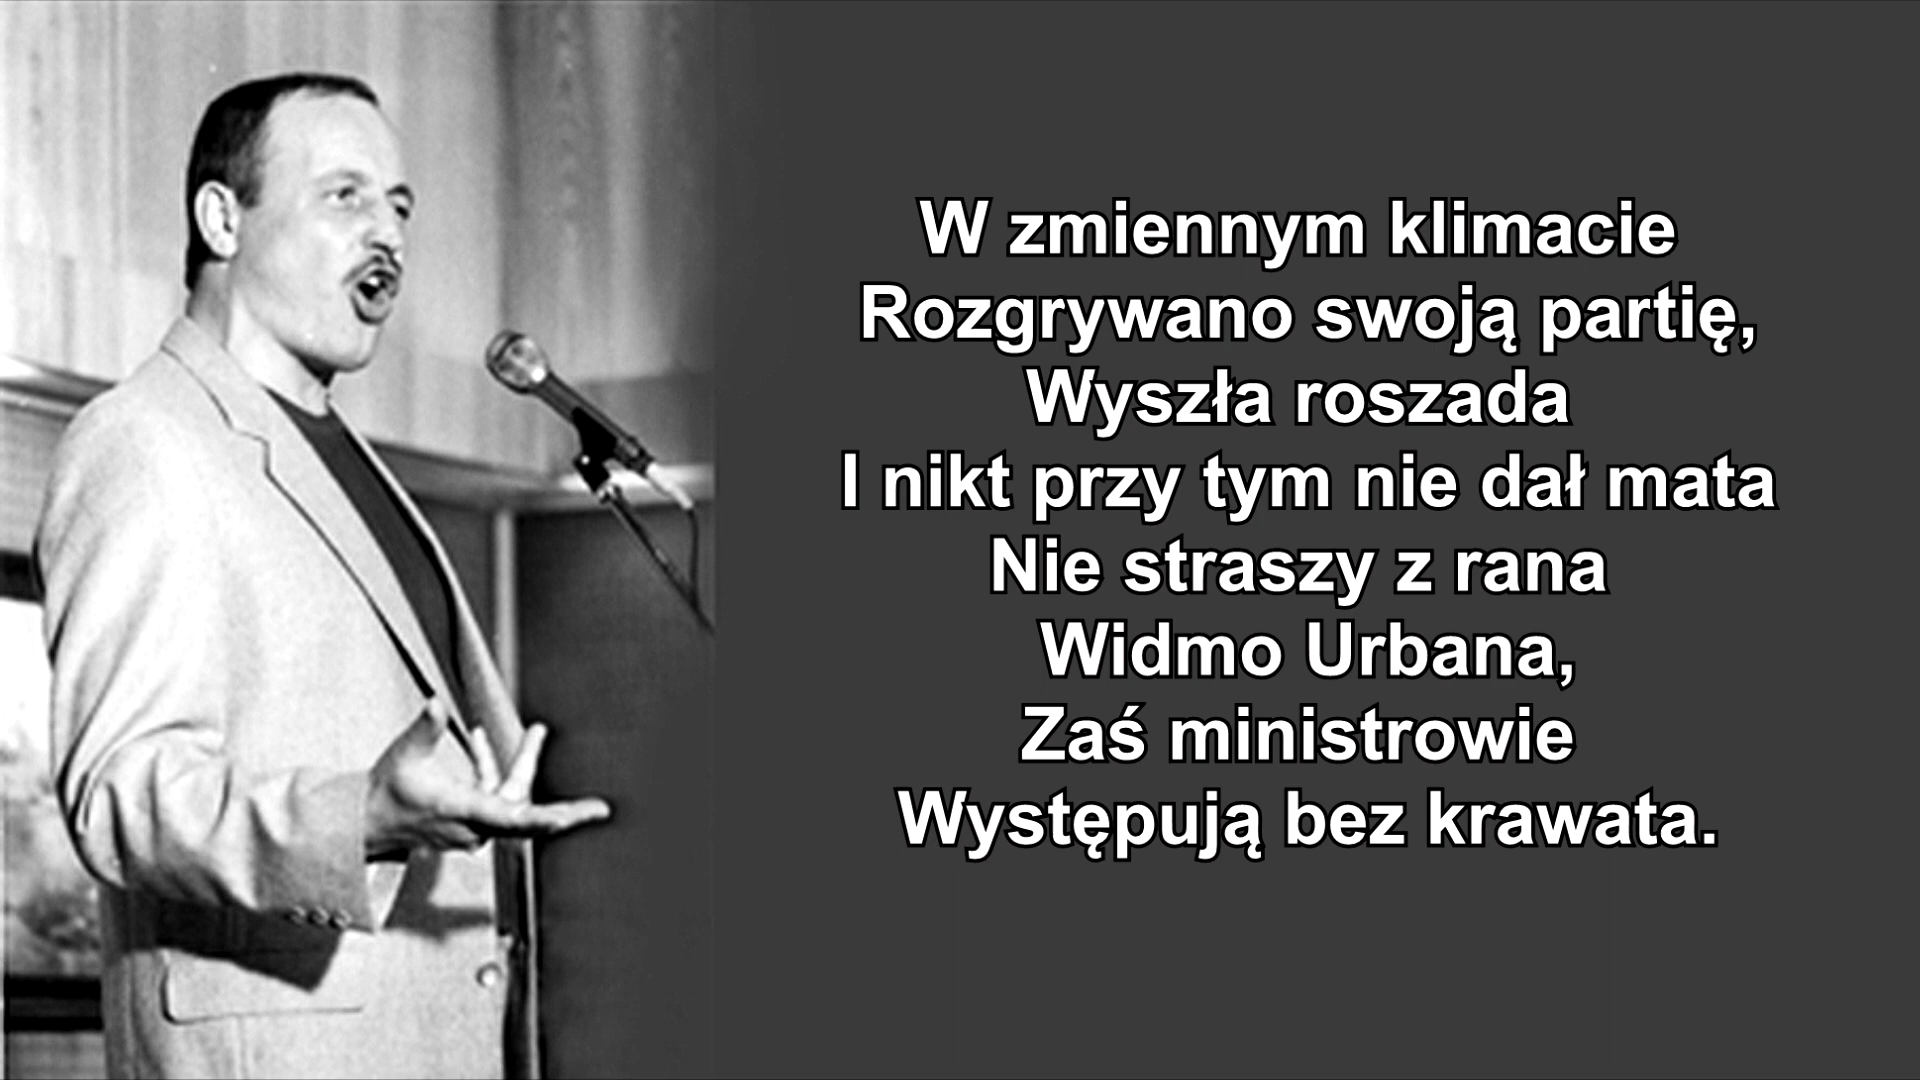 W zmiennym klimacie
Rozgrywano swoją partię,
Wyszła roszada
I nikt przy tym nie dał mata
Nie straszy z rana
Widmo Urbana,
Zaś ministrowie
Występują bez krawata.